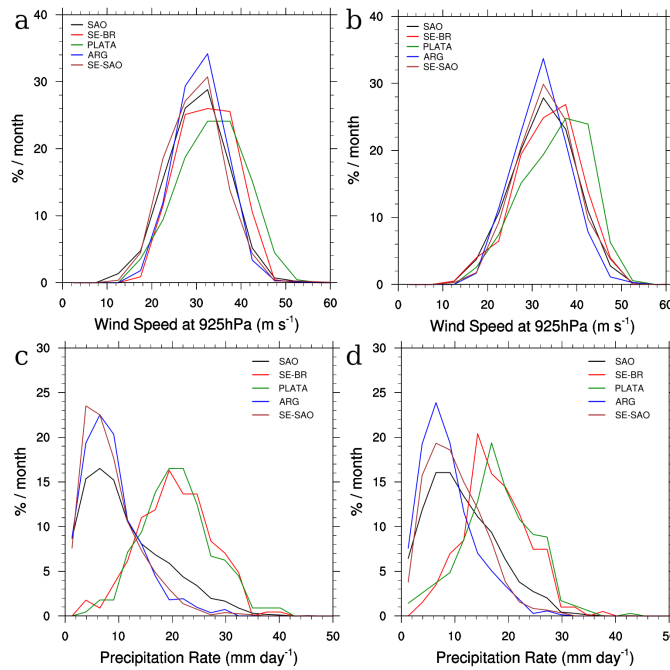 a
b
40
SAO
SE-BR
PLATA
ARG
SE-SAO
30
20
10
0
% / month
0 10 20 30 40 50 60
Wind Speed at 925hPa (m s⁻¹)
40
SAO
SE-BR
PLATA
ARG
SE-SAO
30
20
10
0
% / month
0 10 20 30 40 50 60
Wind Speed at 925hPa (m s⁻¹)
c
d
30
SAO
SE-BR
PLATA
ARG
SE-SAO
25
20
15
10
5
0
% / month
0 10 20 30 40 50
Precipitation Rate (mm day⁻¹)
30
SAO
SE-BR
PLATA
ARG
SE-SAO
25
20
15
10
5
0
% / month
0 10 20 30 40 50
Precipitation Rate (mm day⁻¹)